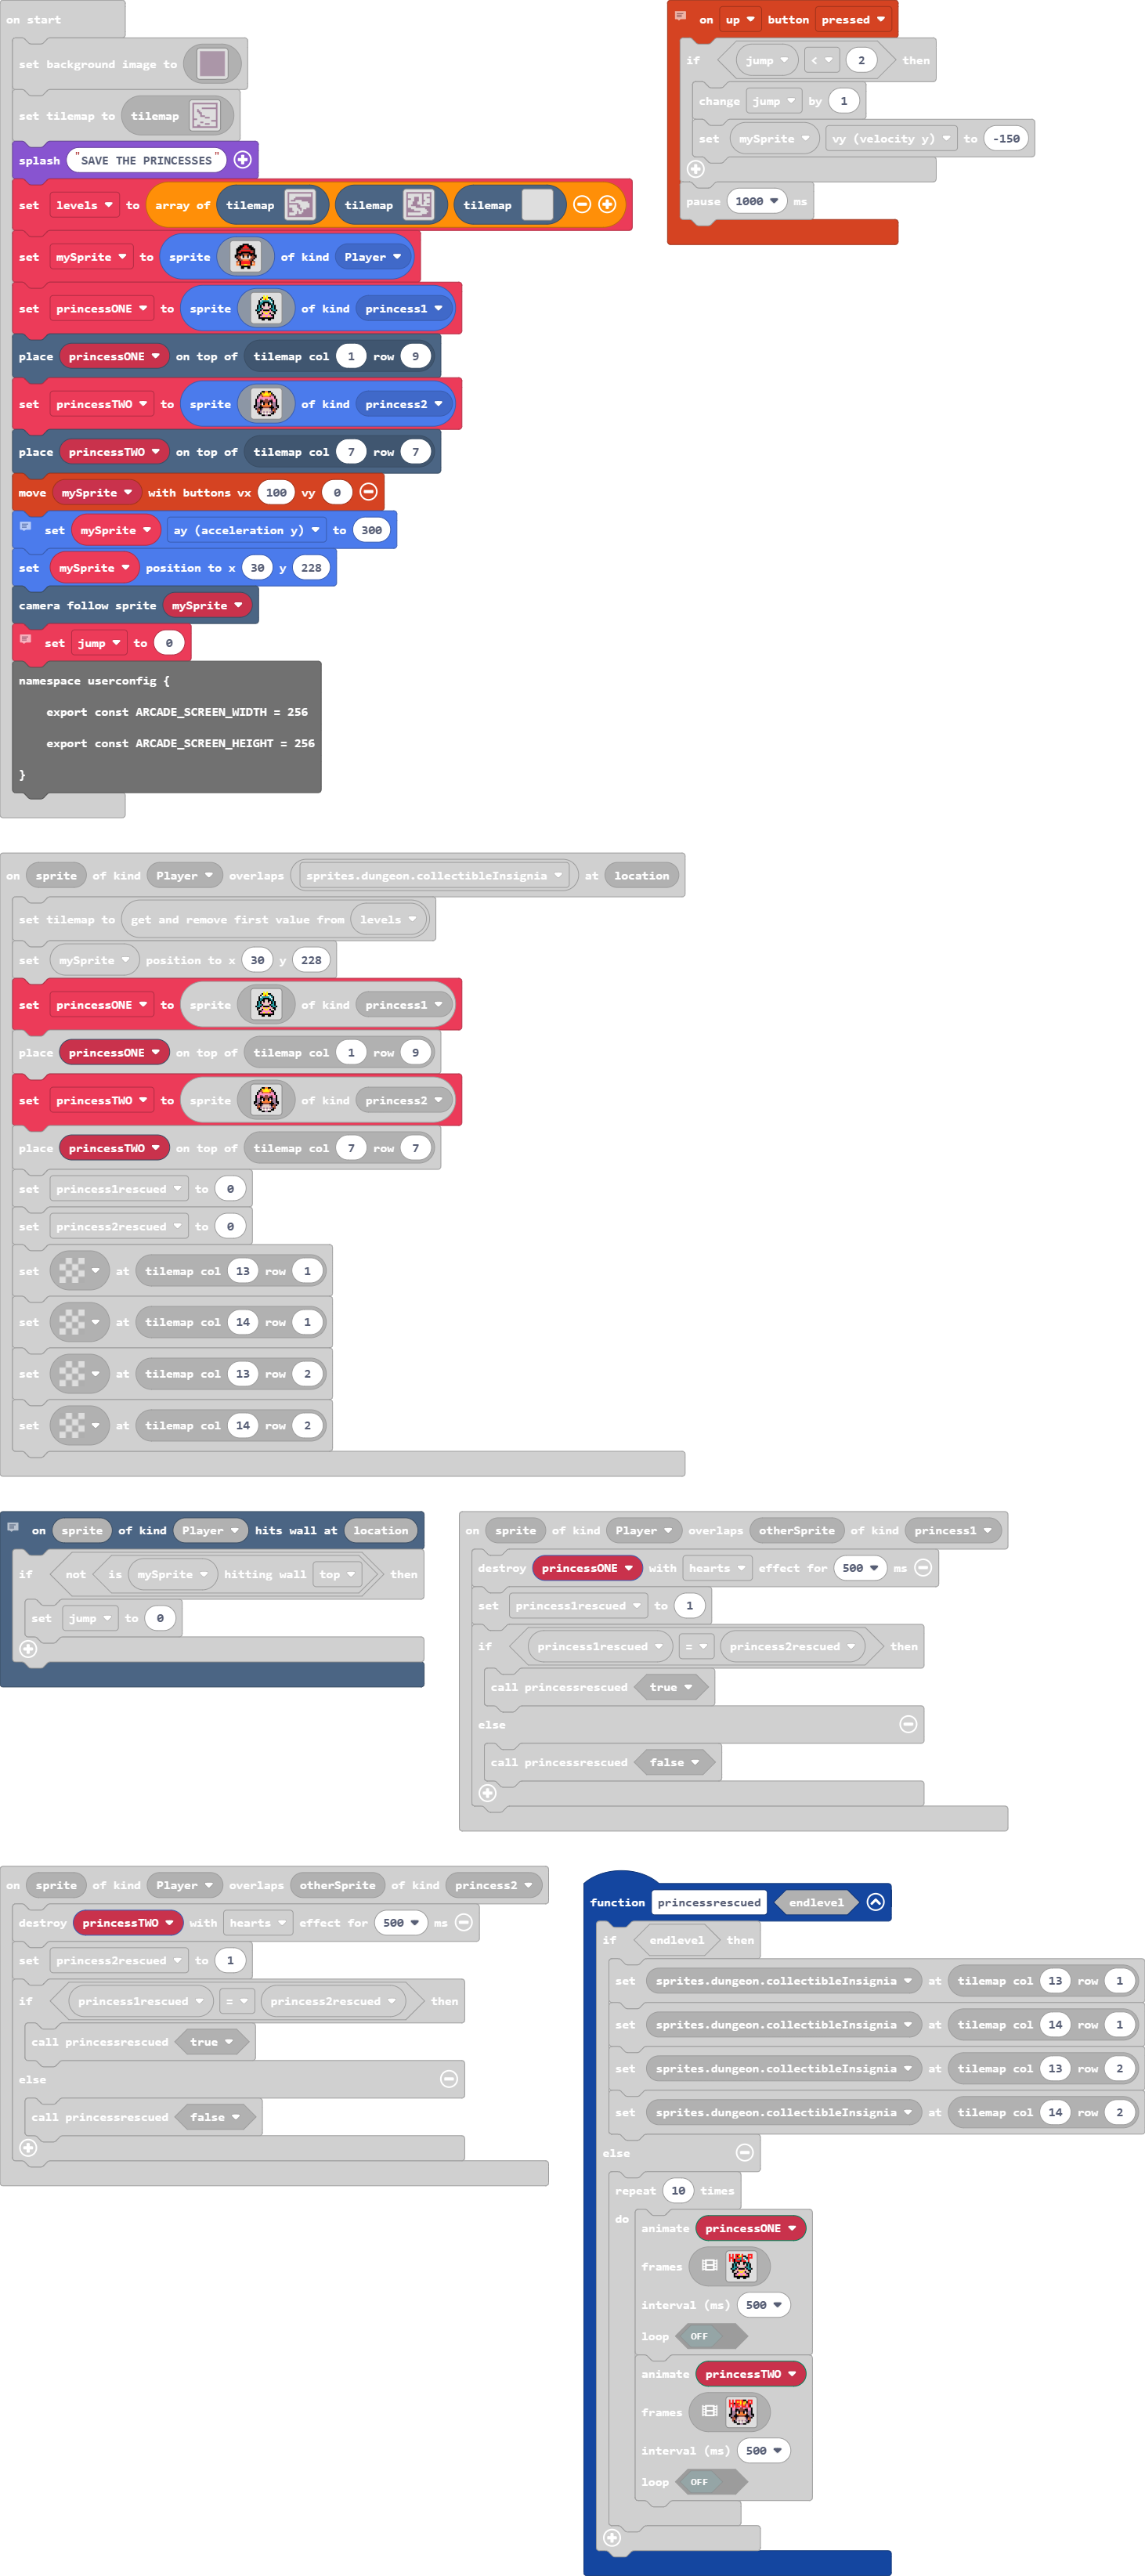 on start
set background image to
set tilemap to tilemap
splash "SAVE THE PRINCESSES"
set levels to array of tilemap tilemap tilemap
set mySprite to sprite of kind Player
set princessONE to sprite of kind princess1
place princessONE on top of tilemap col 1 row 9
set princessTWO to sprite of kind princess2
place princessTWO on top of tilemap col 7 row 7
move mySprite with buttons vx 100 vy 0
set mySprite ay (acceleration y) to 300
set mySprite position to x 30 y 228
camera follow sprite mySprite
set jump to 0
namespace userconfig {
export const ARCADE_SCREEN_WIDTH = 256
export const ARCADE_SCREEN_HEIGHT = 256
}
on up button pressed
if jump < 2 then
change jump by 1
set mySprite vy (velocity y) to -150
pause 1000 ms
on sprite of kind Player overlaps sprites.dungeon.collectibleInsignia at location
set tilemap to get and remove first value from levels
set mySprite position to x 30 y 228
set princessONE to sprite of kind princess1
place princessONE on top of tilemap col 1 row 9
set princessTWO to sprite of kind princess2
place princessTWO on top of tilemap col 7 row 7
set princess1rescued to 0
set princess2rescued to 0
set at tilemap col 13 row 1
set at tilemap col 14 row 1
set at tilemap col 13 row 2
set at tilemap col 14 row 2
on sprite of kind Player hits wall at location
if not is mySprite hitting wall top then
set jump to 0
on sprite of kind Player overlaps otherSprite of kind princess1
destroy princessONE with hearts effect for 500 ms
set princess1rescued to 1
if princess1rescued = princess2rescued then
call princessrescued true
else
call princessrescued false
on sprite of kind Player overlaps otherSprite of kind princess2
destroy princessTWO with hearts effect for 500 ms
set princess2rescued to 1
if princess1rescued = princess2rescued then
call princessrescued true
else
call princessrescued false
function princessrescued endlevel
if endlevel then
set sprites.dungeon.collectibleInsignia at tilemap col 13 row 1
set sprites.dungeon.collectibleInsignia at tilemap col 14 row 1
set sprites.dungeon.collectibleInsignia at tilemap col 13 row 2
set sprites.dungeon.collectibleInsignia at tilemap col 14 row 2
else
repeat 10 times
do animate princessONE
frames HELP
interval (ms) 500
loop OFF
animate princessTWO
frames HELP
interval (ms) 500
loop OFF